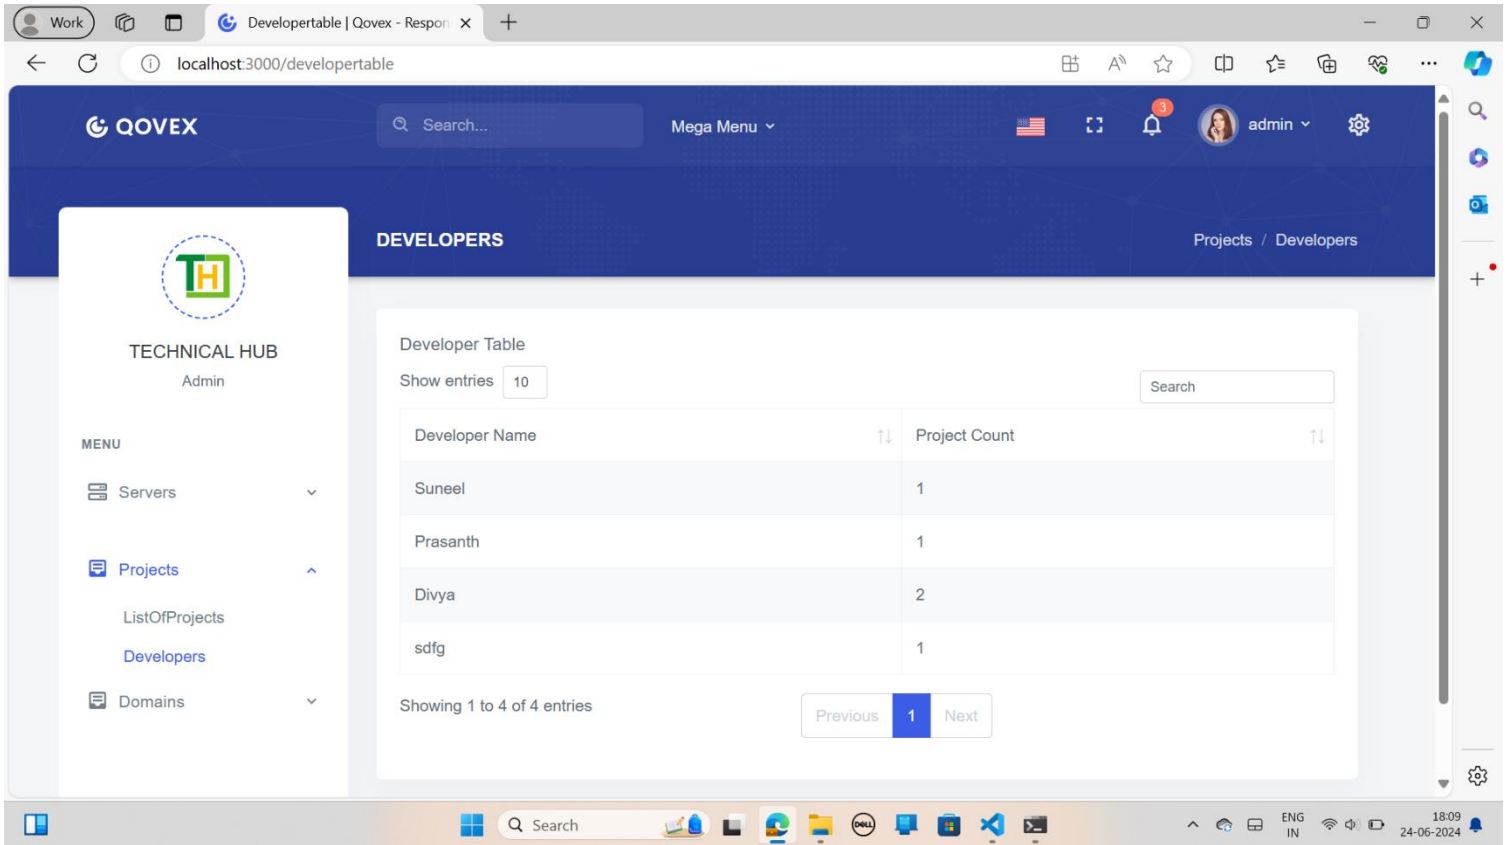 Work
Developertable | Qovex - Respon
localhost:3000/developertable
QOVEX
Search...
Mega Menu
3
admin
DEVELOPERS
Projects / Developers
TH
TECHNICAL HUB
Admin
MENU
Servers
Projects
ListOfProjects
Developers
Domains
Developer Table
Show entries 10
Search
Developer Name Project Count
Suneel 1
Prasanth 1
Divya 2
sdfg 1
Showing 1 to 4 of 4 entries
Previous 1 Next
Search
DELL
ENG
IN
18:09
24-06-2024